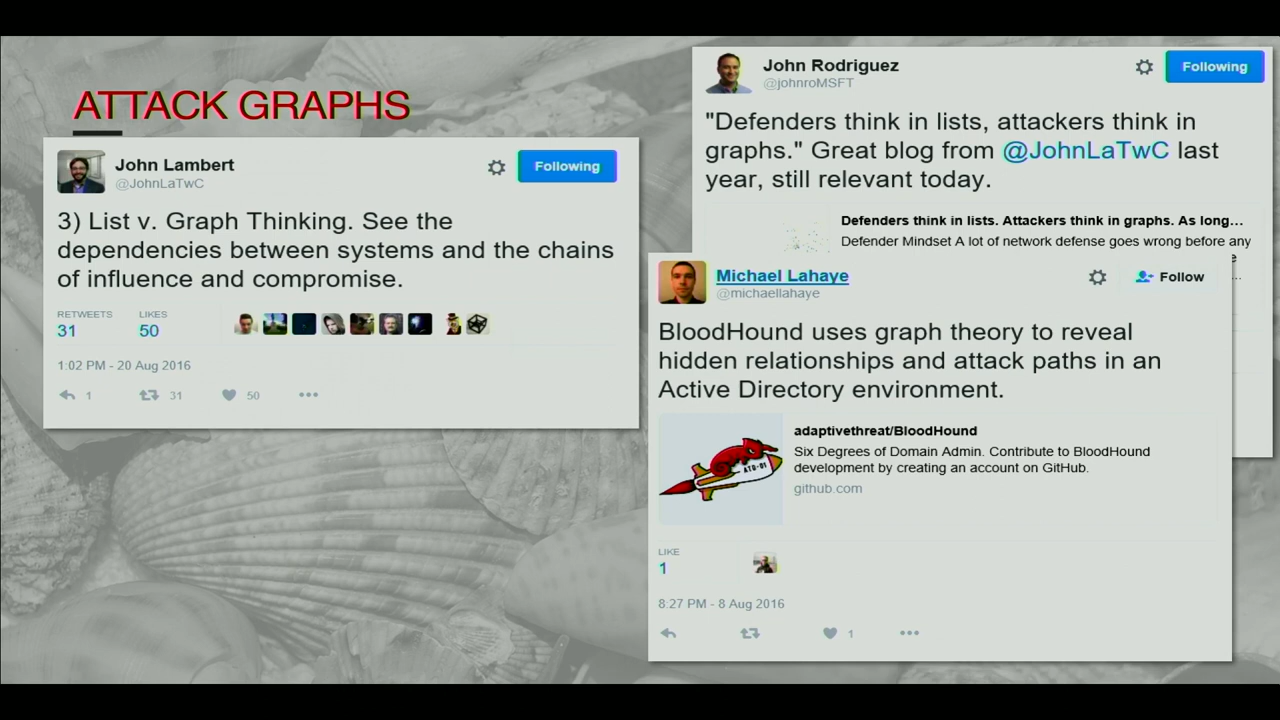 ATTACK GRAPHS
John Lambert
@JohnLaTwC
Following
3) List v. Graph Thinking. See the
dependencies between systems and the chains
of influence and compromise.
RETWEETS
LIKES
31
50
1:02 PM - 20 Aug 2016
1
31
50
John Rodriguez
@johnroMSFT
Following
"Defenders think in lists, attackers think in
graphs." Great blog from @JohnLaTwC last
year, still relevant today.
Defenders think in lists. Attackers think in graphs. As long...
Defender Mindset A lot of network defense goes wrong before any
e
...
Michael Lahaye
@michaellahaye
Follow
BloodHound uses graph theory to reveal
hidden relationships and attack paths in an
Active Directory environment.
ATD-01
adaptivethreat/BloodHound
Six Degrees of Domain Admin. Contribute to BloodHound
development by creating an account on GitHub.
github.com
LIKE
1
8:27 PM - 8 Aug 2016
1